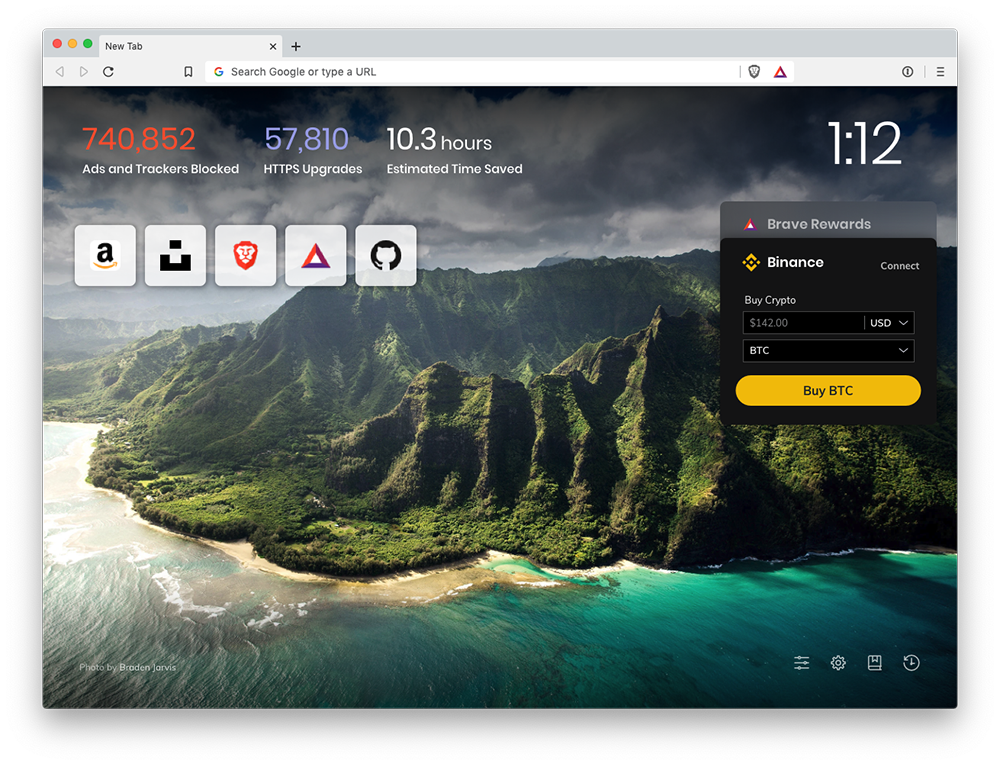 New Tab
Search Google or type a URL
740,852
Ads and Trackers Blocked
57,810
HTTPS Upgrades
10.3 hours
Estimated Time Saved
1:12
a
Brave Rewards
Binance
Connect
Buy Crypto
$142.00
USD
BTC
Buy BTC
Photo by Braden Jarvis